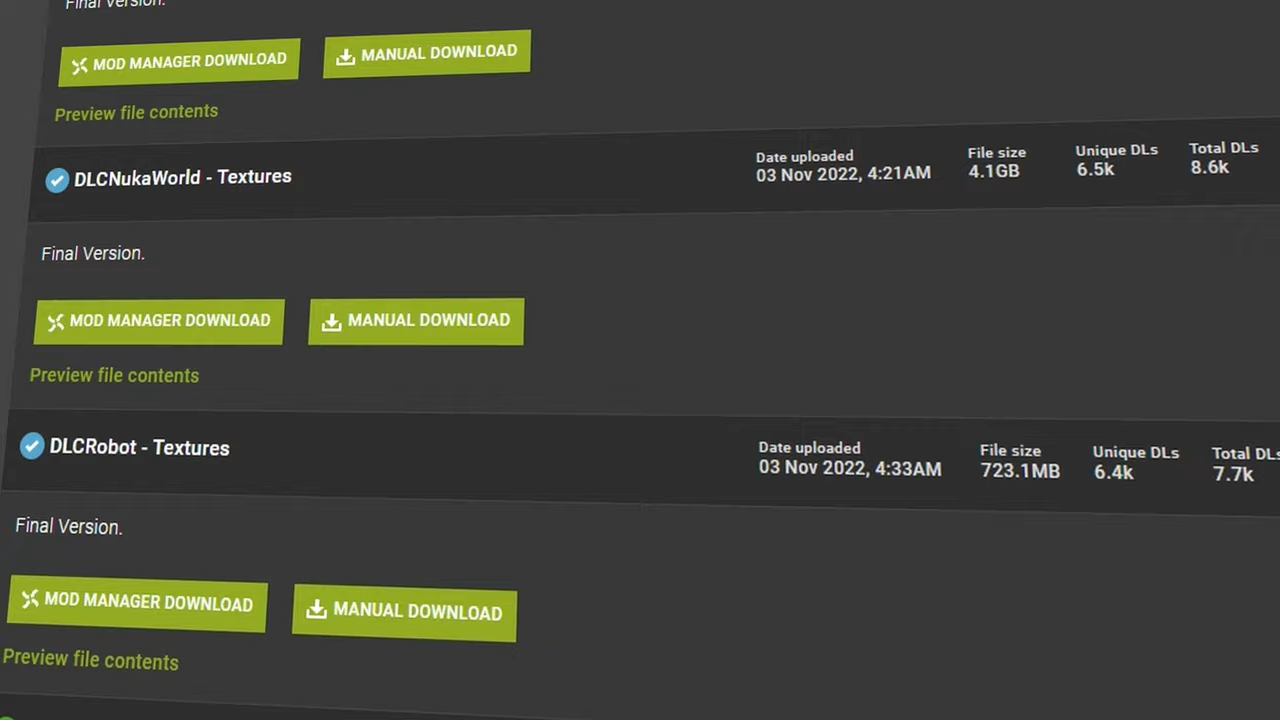 Final Version.
MOD MANAGER DOWNLOAD
MANUAL DOWNLOAD
Preview file contents
DLCNukaWorld - Textures
Date uploaded
03 Nov 2022, 4:21AM
File size
4.1GB
Unique DLs
6.5k
Total DLs
8.6k
Final Version.
MOD MANAGER DOWNLOAD
MANUAL DOWNLOAD
Preview file contents
DLCRobot - Textures
Date uploaded
03 Nov 2022, 4:33AM
File size
723.1MB
Unique DLs
6.4k
Total DLs
7.7k
Final Version.
MOD MANAGER DOWNLOAD
MANUAL DOWNLOAD
Preview file contents